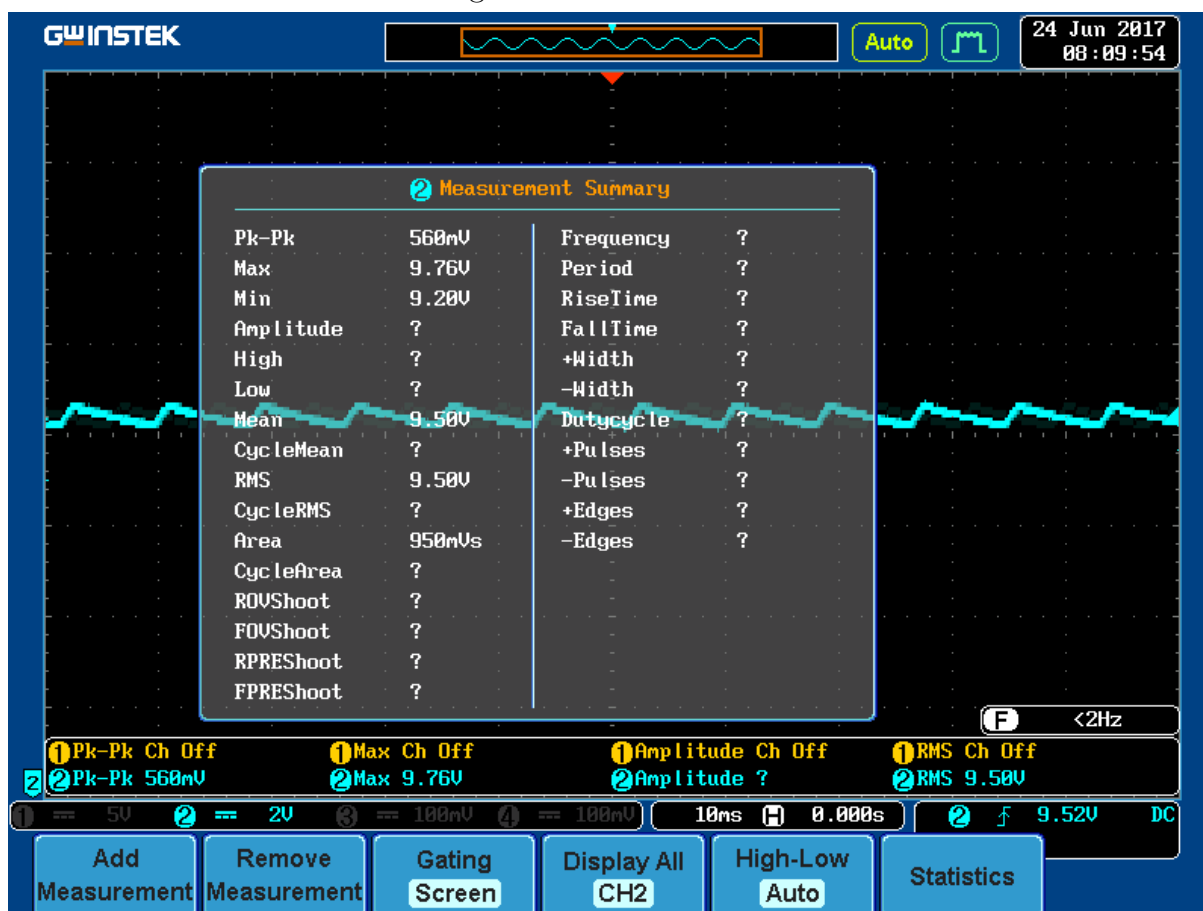 GWINSTEK
Auto
24 Jun 2017
08:09:54
2 Measurement Summary
Pk-Pk 560mV Frequency ?
Max 9.76V Period ?
Min 9.20V RiseTime ?
Amplitude ? FallTime ?
High ? +Width ?
Low ? -Width ?
Mean 9.50V Dutycycle ?
CycleMean ? +Pulses ?
RMS 9.50V -Pulses ?
CycleRMS ? +Edges ?
Area 950mVs -Edges ?
CycleArea ?
ROVShoot ?
FOVShoot ?
RPREShoot ?
FPREShoot ?
F <2Hz
1 Pk-Pk Ch Off 1 Max Ch Off 1 Amplitude Ch Off 1 RMS Ch Off
2 2 Pk-Pk 560mV 2 Max 9.76V 2 Amplitude ? 2 RMS 9.50V
1 5V 2 2V 3 100mV 4 100mV 10ms H 0.000s 2 9.52V DC
Add Measurement
Remove Measurement
Gating
Screen
Display All
CH2
High-Low
Auto
Statistics